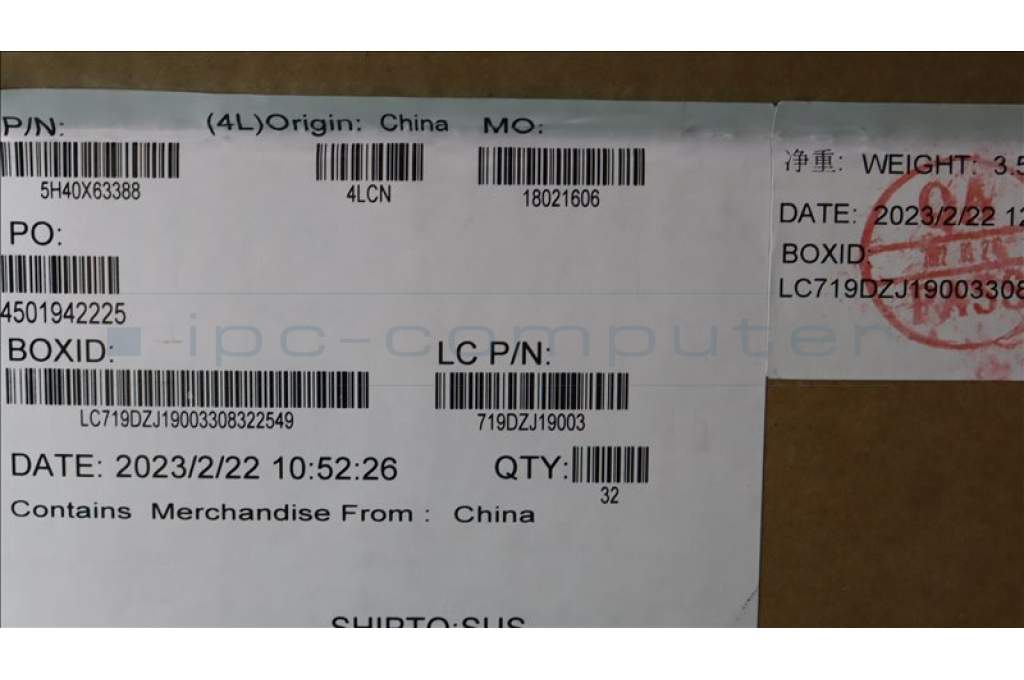 P/N: (4L)Origin: China MO:
5H40X63388 4LCN 18021606
PO:
4501942225
BOXID: LC P/N:
LC719DZJ19003308322549 719DZJ19003
DATE: 2023/2/22 10:52:26 QTY:
32
Contains Merchandise From : China
SHIPTO:SUS
净重: WEIGHT: 3.5
DATE: 2023/2/22 12
BOXID:
LC719DZJ19003308
QA
ipc-computer